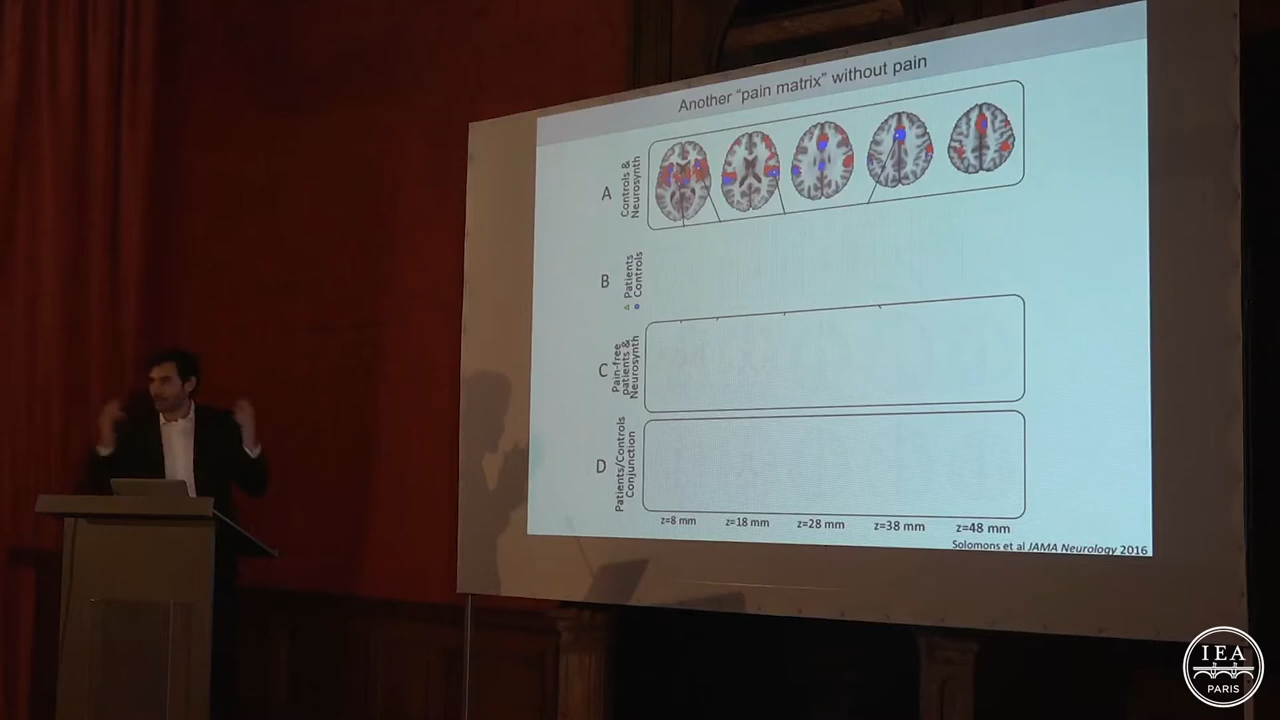 Another "pain matrix" without pain
A
Controls &
Neurosynth
B
Patients
Controls
C
Pain-free
patients &
Neurosynth
D
Patients/Controls
Conjunction
z=8 mm
z=18 mm
z=28 mm
z=38 mm
z=48 mm
Solomons et al JAMA Neurology 2016
IEA
PARIS